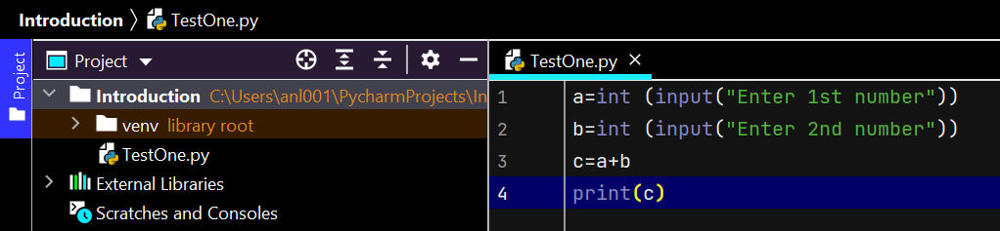 Introduction 〉 TestOne.py
Project
Project
Introduction C:\Users\anl001\PycharmProjects\In
venv library root
TestOne.py
External Libraries
Scratches and Consoles
TestOne.py ×
1 a=int (input("Enter 1st number"))
2 b=int (input("Enter 2nd number"))
3 c=a+b
4 print(c)